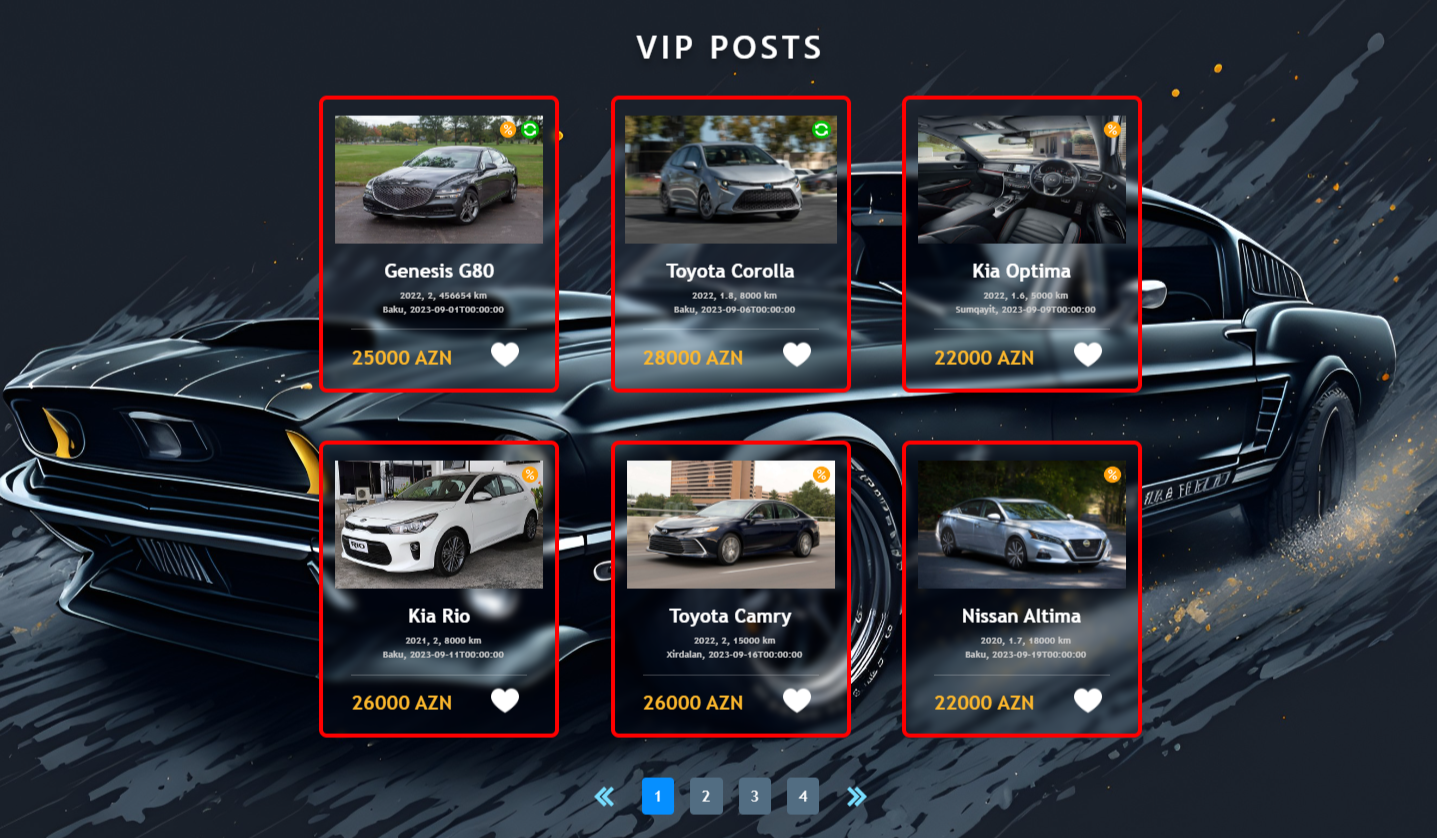 VIP POSTS
Genesis G80
2022, 2, 456654 km
Baku, 2023-09-01T00:00:00
25000 AZN
Toyota Corolla
2022, 1.8, 8000 km
Baku, 2023-09-06T00:00:00
28000 AZN
Kia Optima
2022, 1.6, 5000 km
Sumqayit, 2023-09-09T00:00:00
22000 AZN
%
%
RIO
Kia Rio
2021, 2, 8000 km
Baku, 2023-09-11T00:00:00
26000 AZN
%
Toyota Camry
2022, 2, 15000 km
Xirdalan, 2023-09-16T00:00:00
26000 AZN
%
Nissan Altima
2020, 1.7, 18000 km
Baku, 2023-09-19T00:00:00
22000 AZN
%
1 2 3 4